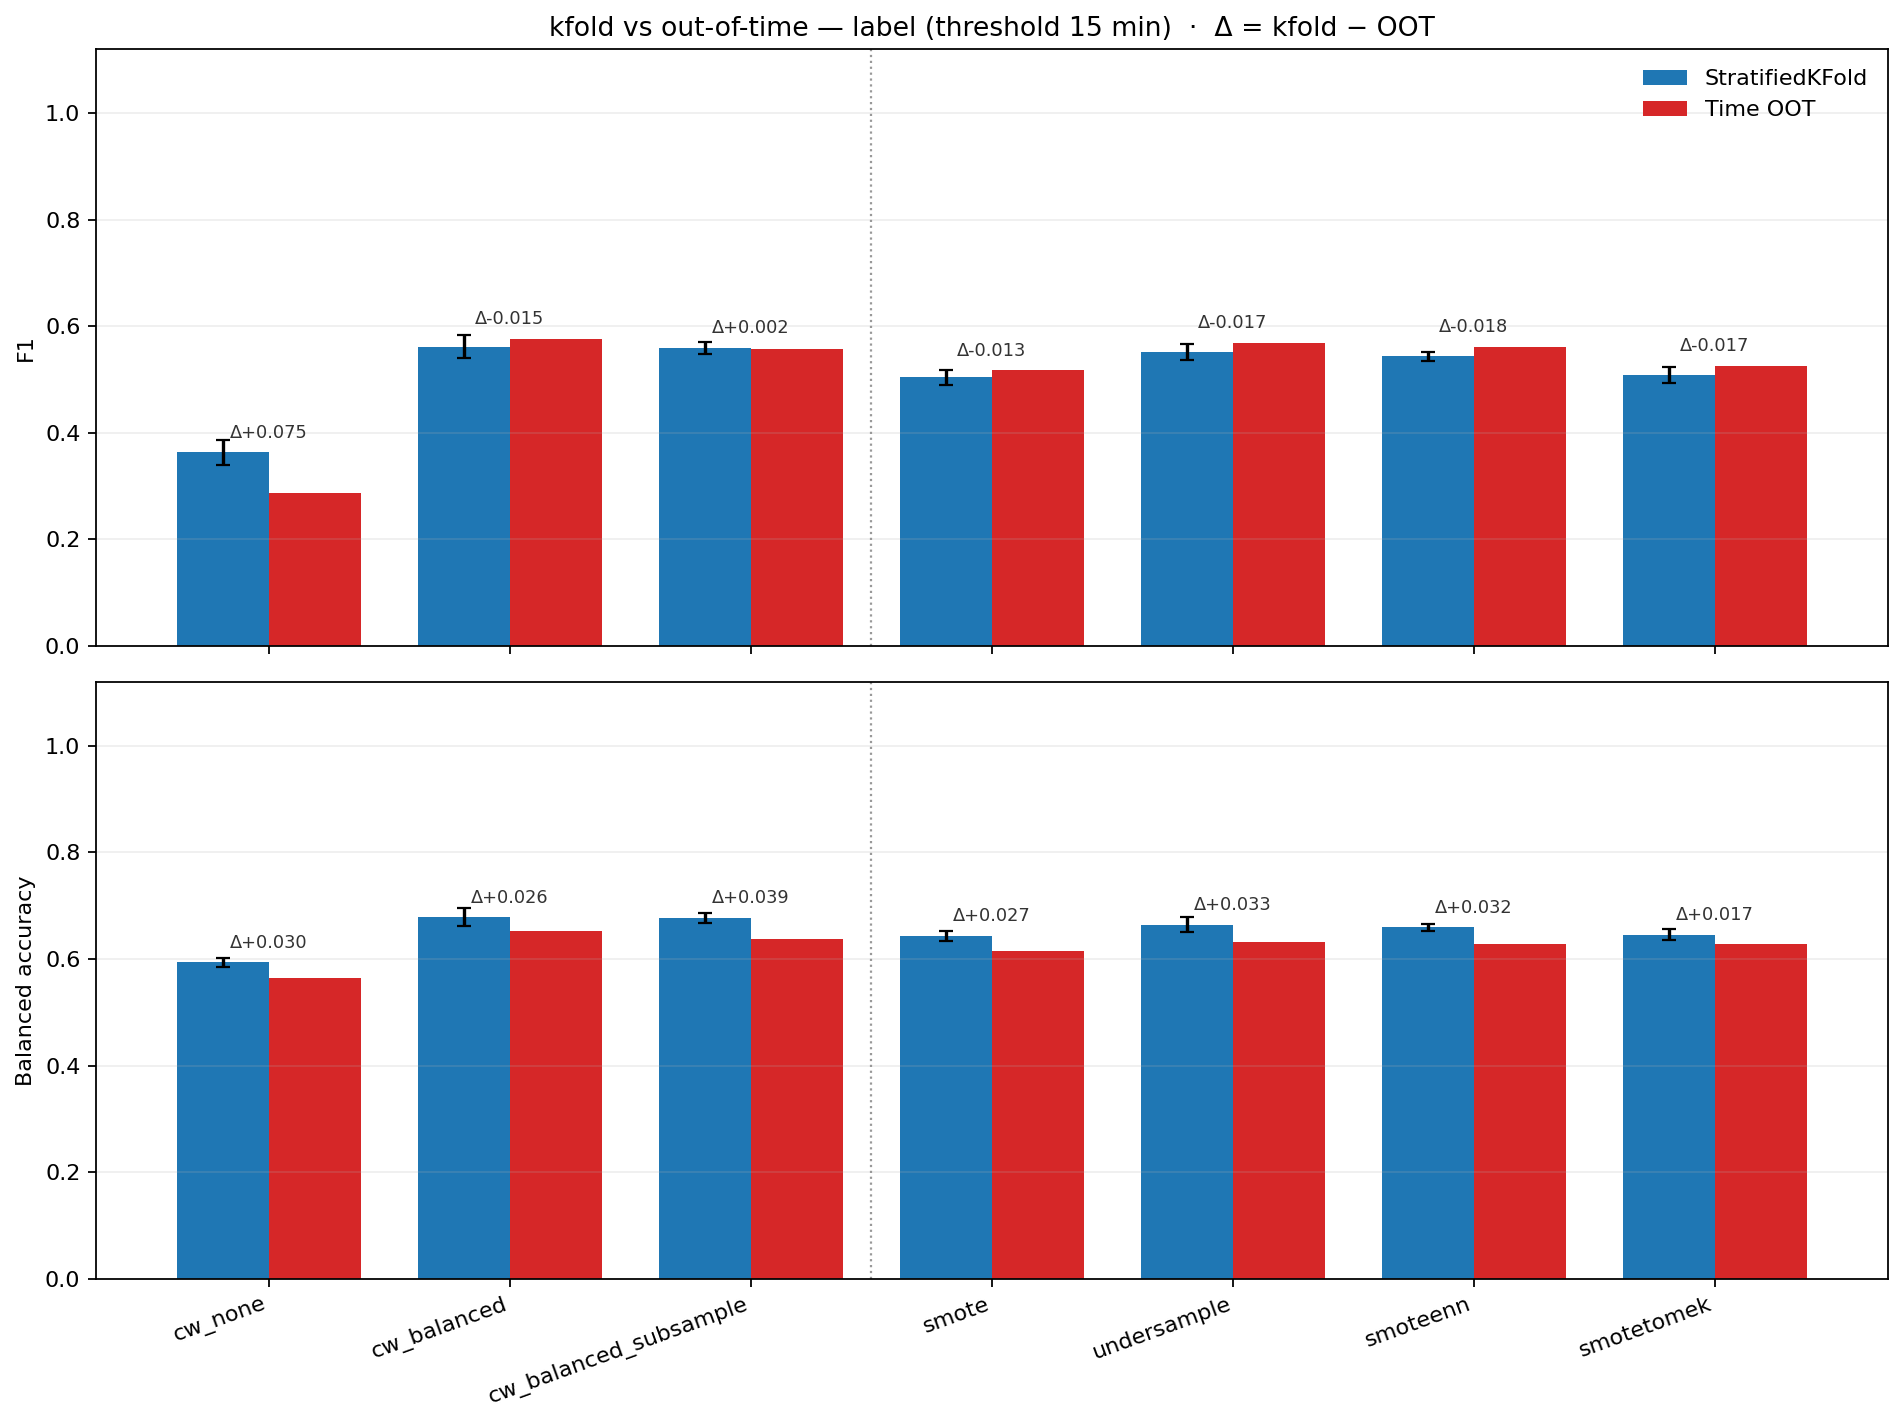 kfold vs out-of-time — label (threshold 15 min)  ·  Δ = kfold − OOT
StratifiedKFold
Time OOT
F1
1.0
0.8
0.6
0.4
0.2
0.0
Δ+0.075
Δ-0.015
Δ+0.002
Δ-0.013
Δ-0.017
Δ-0.018
Δ-0.017
Balanced accuracy
1.0
0.8
0.6
0.4
0.2
0.0
Δ+0.030
Δ+0.026
Δ+0.039
Δ+0.027
Δ+0.033
Δ+0.032
Δ+0.017
cw_none
cw_balanced
cw_balanced_subsample
smote
undersample
smoteenn
smotetomek